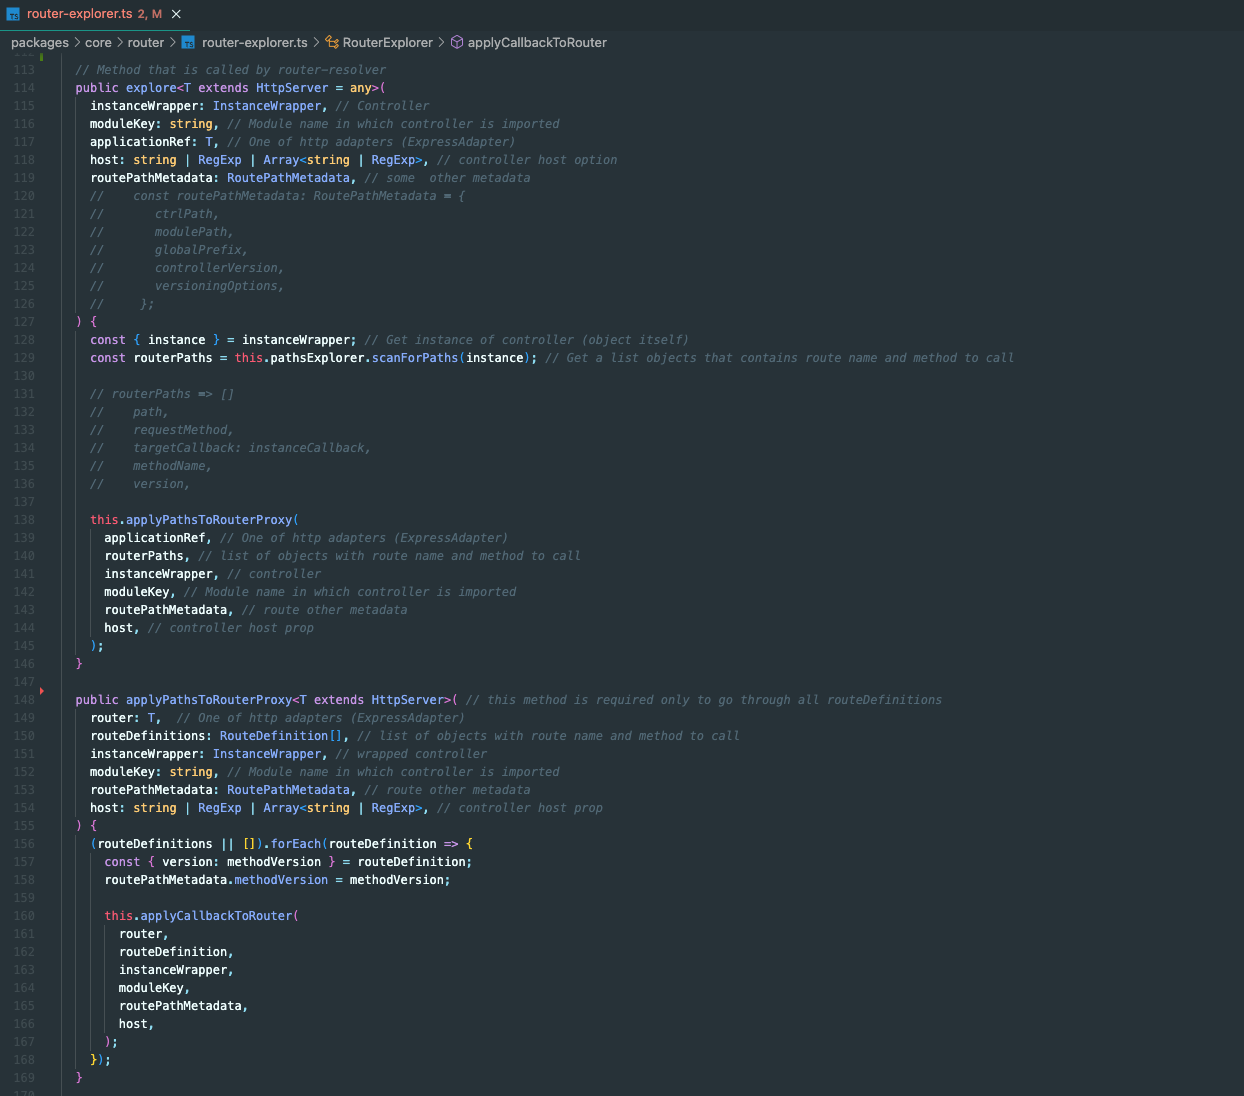 TS router-explorer.ts 2, M ×
packages > core > router > TS router-explorer.ts > RouterExplorer > applyCallbackToRouter
113 // Method that is called by router-resolver
114 public explore<T extends HttpServer = any>(
115 instanceWrapper: InstanceWrapper, // Controller
116 moduleKey: string, // Module name in which controller is imported
117 applicationRef: T, // One of http adapters (ExpressAdapter)
118 host: string | RegExp | Array<string | RegExp>, // controller host option
119 routePathMetadata: RoutePathMetadata, // some  other metadata
120 //    const routePathMetadata: RoutePathMetadata = {
121 //       ctrlPath,
122 //       modulePath,
123 //       globalPrefix,
124 //       controllerVersion,
125 //       versioningOptions,
126 //     };
127 ) {
128 const { instance } = instanceWrapper; // Get instance of controller (object itself)
129 const routerPaths = this.pathsExplorer.scanForPaths(instance); // Get a list objects that contains route name and method to call
130
131 // routerPaths => []
132 //    path,
133 //    requestMethod,
134 //    targetCallback: instanceCallback,
135 //    methodName,
136 //    version,
137
138 this.applyPathsToRouterProxy(
139 applicationRef, // One of http adapters (ExpressAdapter)
140 routerPaths, // list of objects with route name and method to call
141 instanceWrapper, // controller
142 moduleKey, // Module name in which controller is imported
143 routePathMetadata, // route other metadata
144 host, // controller host prop
145 );
146 }
147
148 public applyPathsToRouterProxy<T extends HttpServer>( // this method is required only to go through all routeDefinitions
149 router: T,  // One of http adapters (ExpressAdapter)
150 routeDefinitions: RouteDefinition[], // list of objects with route name and method to call
151 instanceWrapper: InstanceWrapper, // wrapped controller
152 moduleKey: string, // Module name in which controller is imported
153 routePathMetadata: RoutePathMetadata, // route other metadata
154 host: string | RegExp | Array<string | RegExp>, // controller host prop
155 ) {
156 (routeDefinitions || []).forEach(routeDefinition => {
157 const { version: methodVersion } = routeDefinition;
158 routePathMetadata.methodVersion = methodVersion;
159
160 this.applyCallbackToRouter(
161 router,
162 routeDefinition,
163 instanceWrapper,
164 moduleKey,
165 routePathMetadata,
166 host,
167 );
168 });
169 }